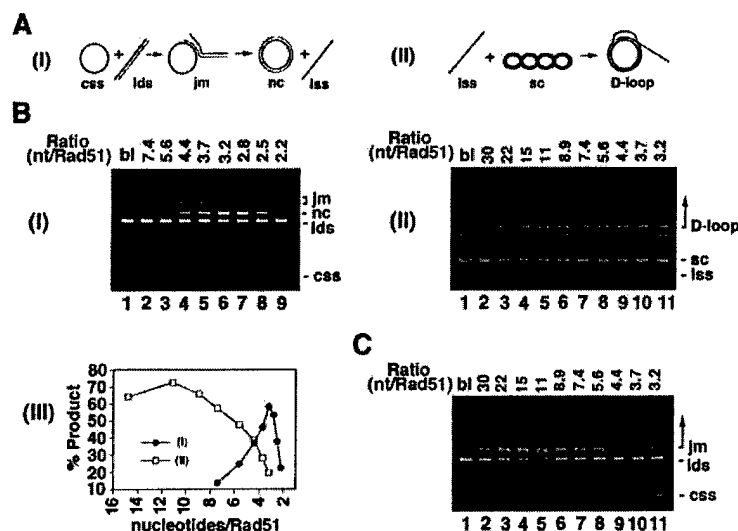 A
(I)
css + lds jm nc + lss
(II)
lss + sc D-loop
B
Ratio
(nt/Rad51)
bl 7.4 5.6 4.4 3.7 3.2 2.8 2.5 2.2
(I)
jm
nc
lds
css
1 2 3 4 5 6 7 8 9
Ratio
(nt/Rad51)
bl 30 22 15 11 8.9 7.4 5.6 4.4 3.7 3.2
(II)
D-loop
sc
lss
1 2 3 4 5 6 7 8 9 10 11
(III)
% Product
80
70
60
50
40
30
20
10
(I)
(II)
16 14 12 10 8 6 4 2
nucleotides/Rad51
C
Ratio
(nt/Rad51)
bl 30 22 15 11 8.9 7.4 5.6 4.4 3.7 3.2
jm
lds
css
1 2 3 4 5 6 7 8 9 10 11